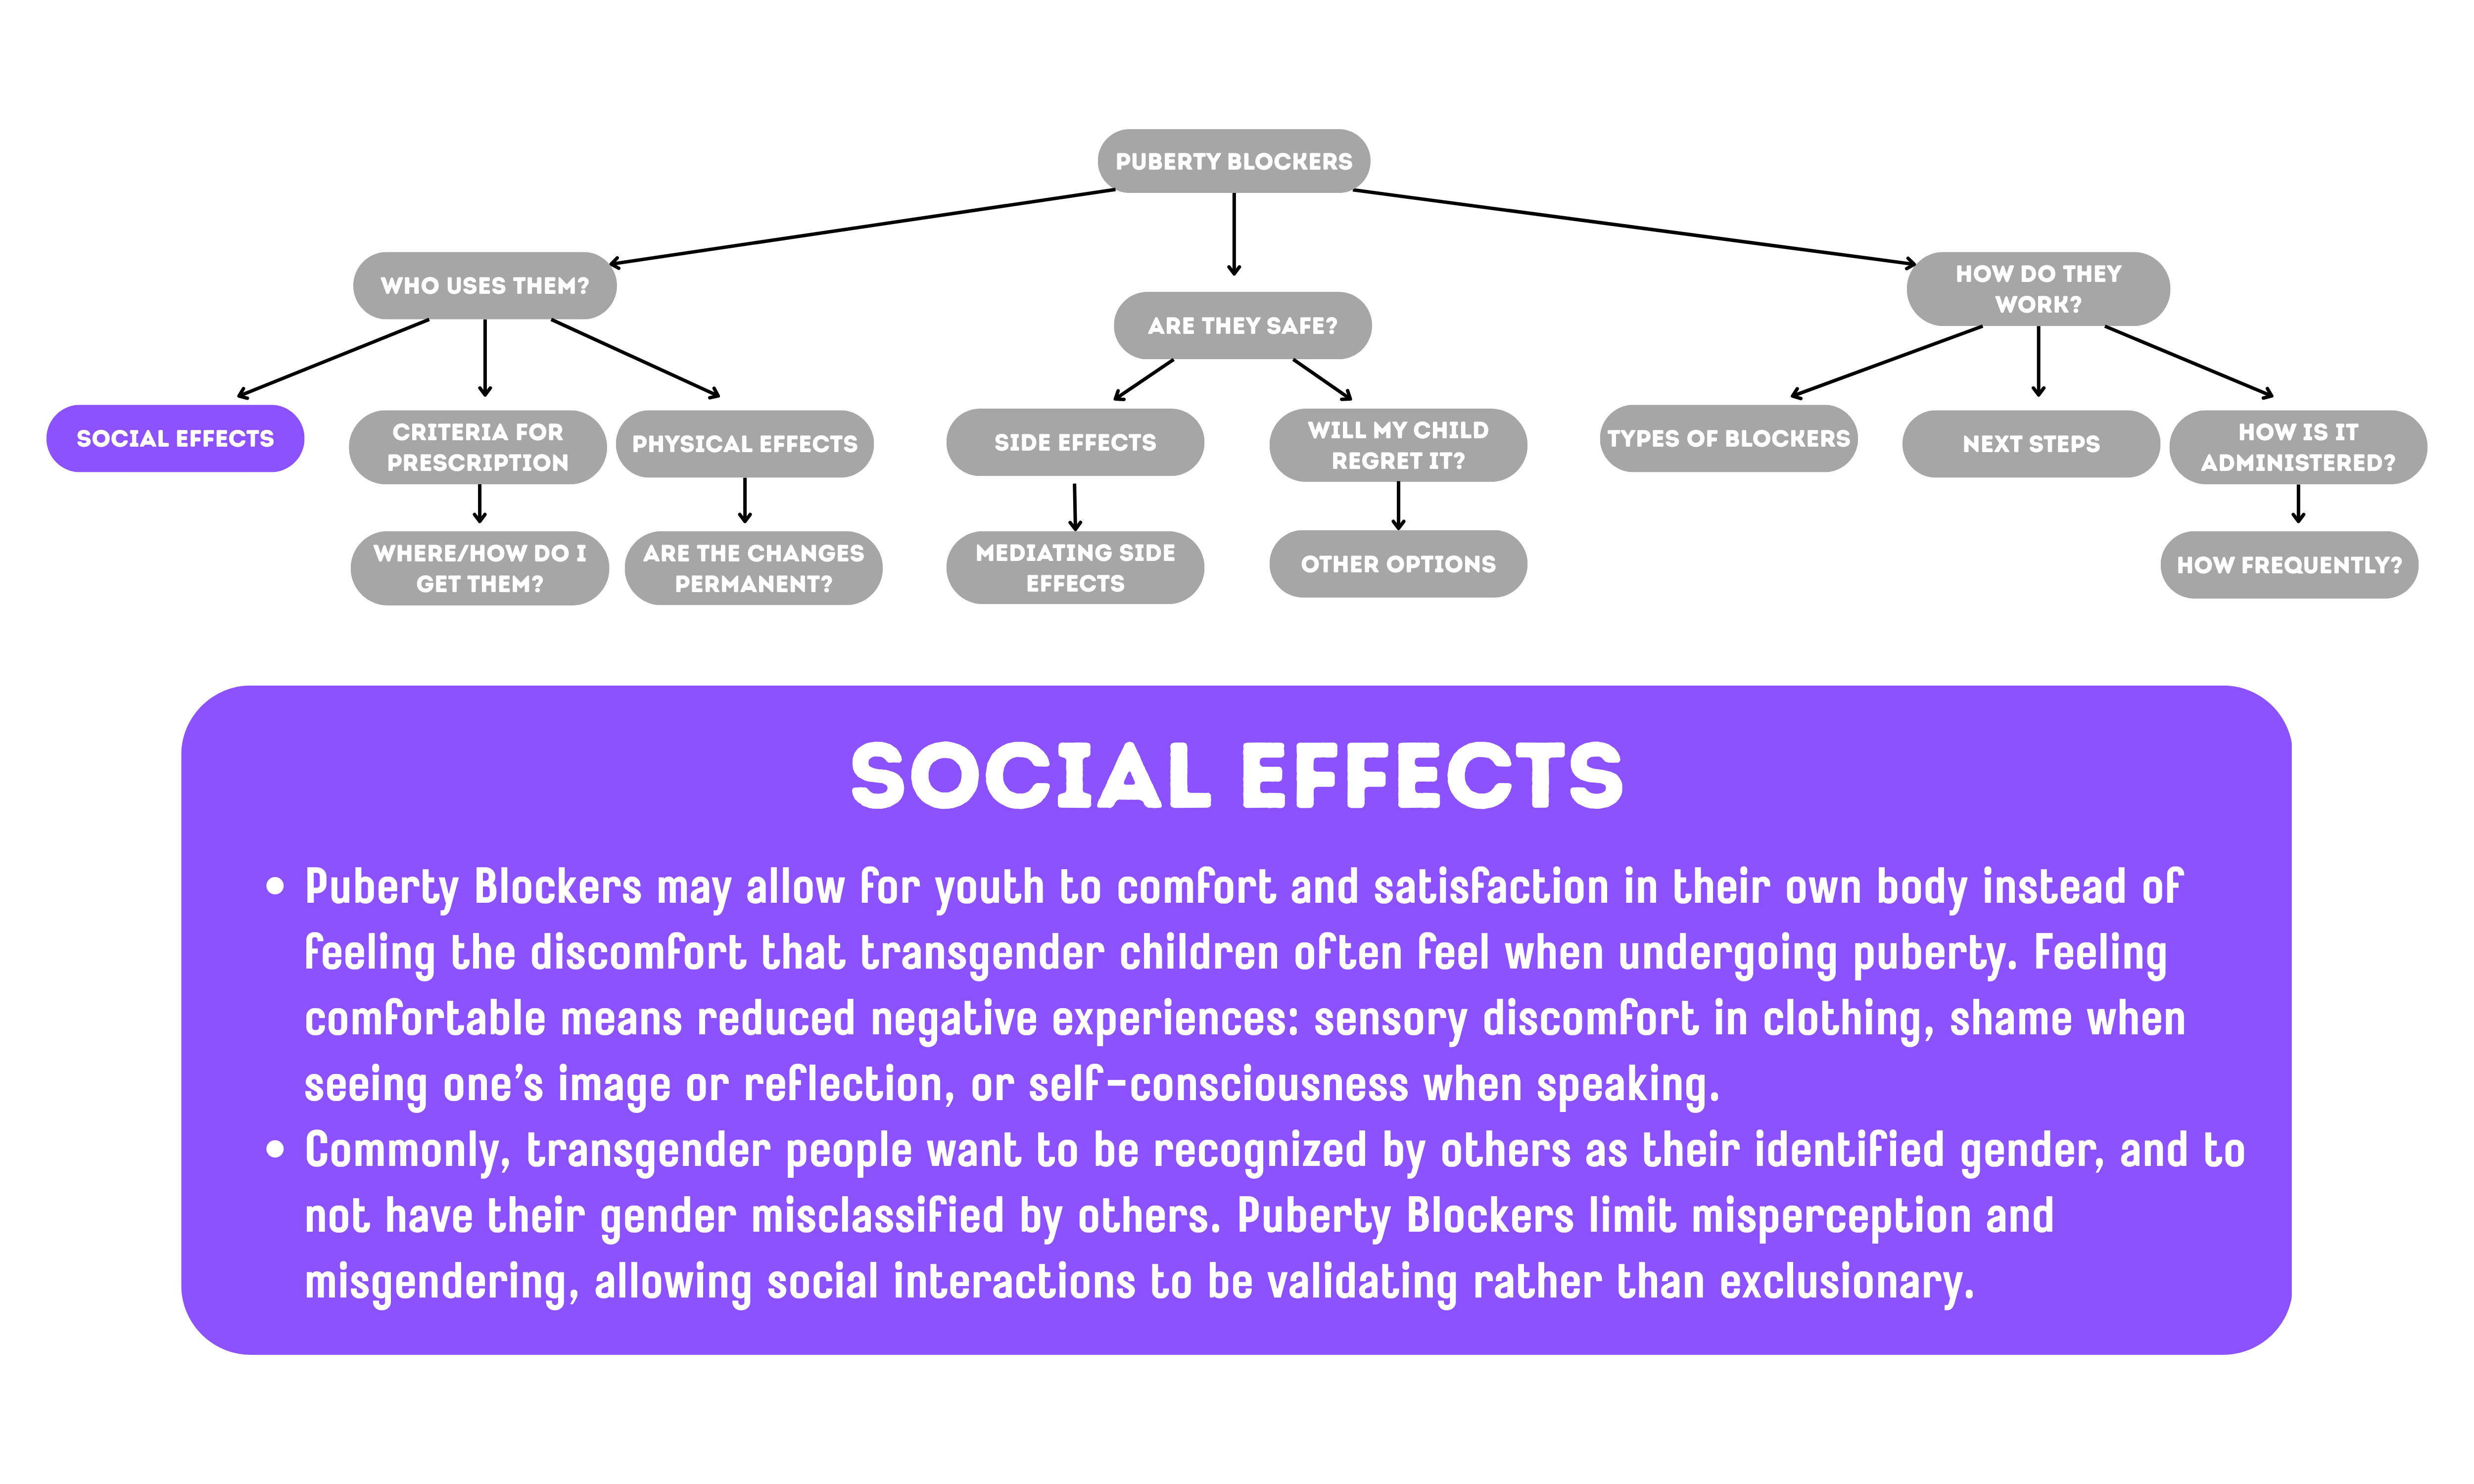 PUBERTY BLOCKERS
WHO USES THEM?
ARE THEY SAFE?
HOW DO THEY
WORK?
SOCIAL EFFECTS
CRITERIA FOR
PRESCRIPTION
PHYSICAL EFFECTS
SIDE EFFECTS
WILL MY CHILD
REGRET IT?
TYPES OF BLOCKERS
NEXT STEPS
HOW IS IT
ADMINISTERED?
WHERE/HOW DO I
GET THEM?
ARE THE CHANGES
PERMANENT?
MEDIATING SIDE
EFFECTS
OTHER OPTIONS
HOW FREQUENTLY?
SOCIAL EFFECTS
• Puberty Blockers may allow for youth to comfort and satisfaction in their own body instead of
feeling the discomfort that transgender children often feel when undergoing puberty. Feeling
comfortable means reduced negative experiences: sensory discomfort in clothing, shame when
seeing one's image or reflection, or self-consciousness when speaking.
• Commonly, transgender people want to be recognized by others as their identified gender, and to
not have their gender misclassified by others. Puberty Blockers limit misperception and
misgendering, allowing social interactions to be validating rather than exclusionary.